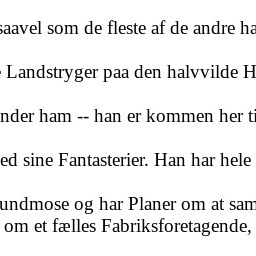 saavel som de fleste af de andre ha
Landstryger paa den halvvilde H
nder ham -- han er kommen her ti
ed sine Fantasterier. Han har hele
undmose og har Planer om at sam
om et fælles Fabriksforetagende,